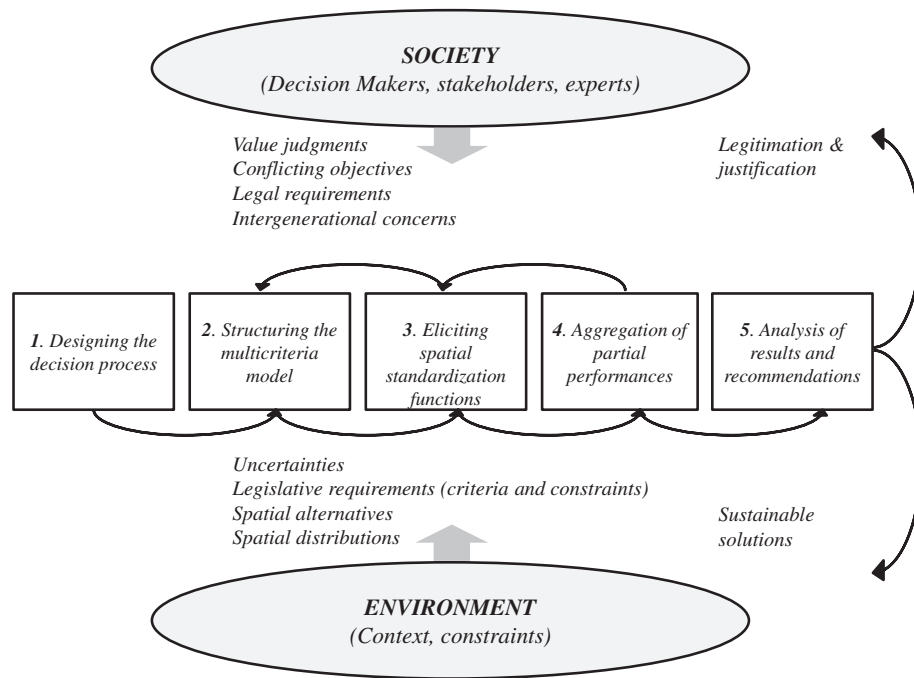 SOCIETY
(Decision Makers, stakeholders, experts)
Value judgments
Conflicting objectives
Legal requirements
Intergenerational concerns
Legitimation &
justification
1. Designing the
decision process
2. Structuring the
multicriteria
model
3. Eliciting
spatial
standardization
functions
4. Aggregation of
partial
performances
5. Analysis of
results and
recommendations
Uncertainties
Legislative requirements (criteria and constraints)
Spatial alternatives
Spatial distributions
Sustainable
solutions
ENVIRONMENT
(Context, constraints)